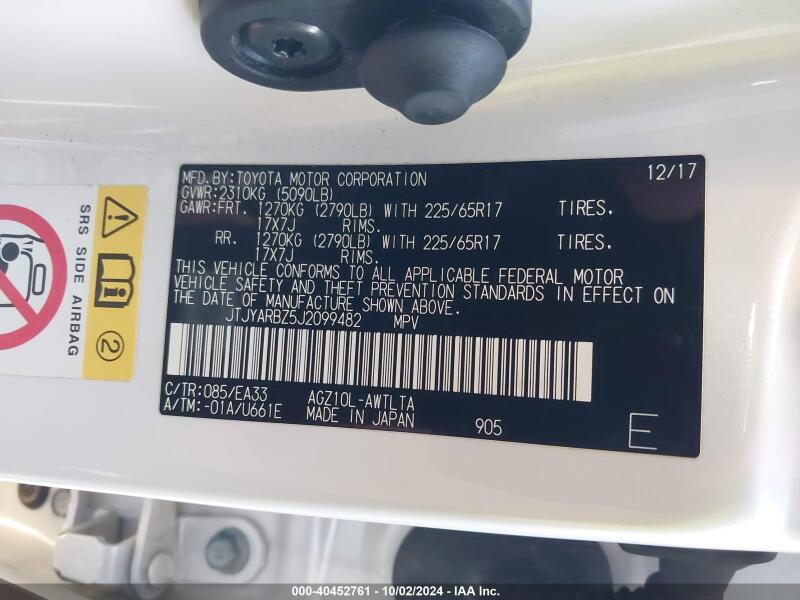 MFD.BY:TOYOTA MOTOR CORPORATION 12/17
GVWR:2310KG (5090LB)
GAWR:FRT. 1270KG (2790LB) WITH 225/65R17 TIRES.
17X7J RIMS.
RR. 1270KG (2790LB) WITH 225/65R17 TIRES.
17X7J RIMS.
THIS VEHICLE CONFORMS TO ALL APPLICABLE FEDERAL MOTOR
VEHICLE SAFETY AND THEFT PREVENTION STANDARDS IN EFFECT ON
THE DATE OF MANUFACTURE SHOWN ABOVE.
JTJYARBZ5J2099482 MPV
C/TR:085/EA33 AGZ10L-AWTLTA
A/TM:-01A/U661E MADE IN JAPAN 905
E
SRS SIDE AIRBAG
2
000-40452761 - 10/02/2024 - IAA Inc.